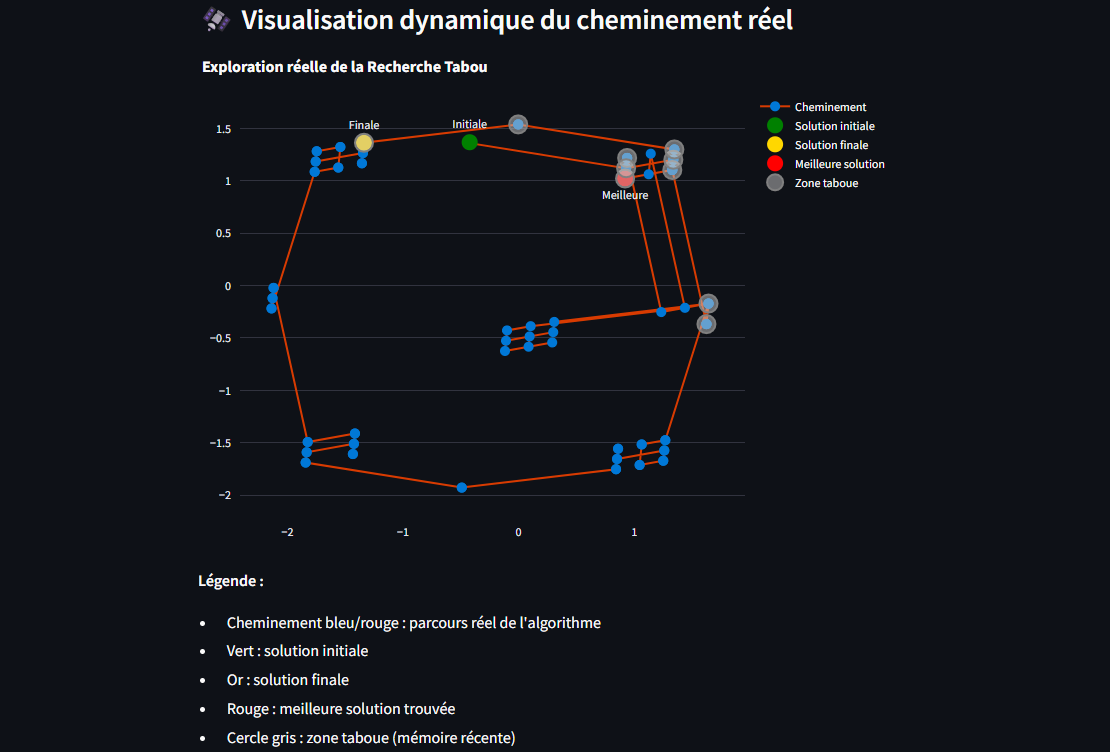 Visualisation dynamique du cheminement réel
Exploration réelle de la Recherche Tabou
Cheminement
Solution initiale
Solution finale
Meilleure solution
Zone taboue
Finale
Initiale
Meilleure
1.5
1
0.5
0
−0.5
−1
−1.5
−2
−2
−1
0
1
Légende :
• Cheminement bleu/rouge : parcours réel de l'algorithme
• Vert : solution initiale
• Or : solution finale
• Rouge : meilleure solution trouvée
• Cercle gris : zone taboue (mémoire récente)